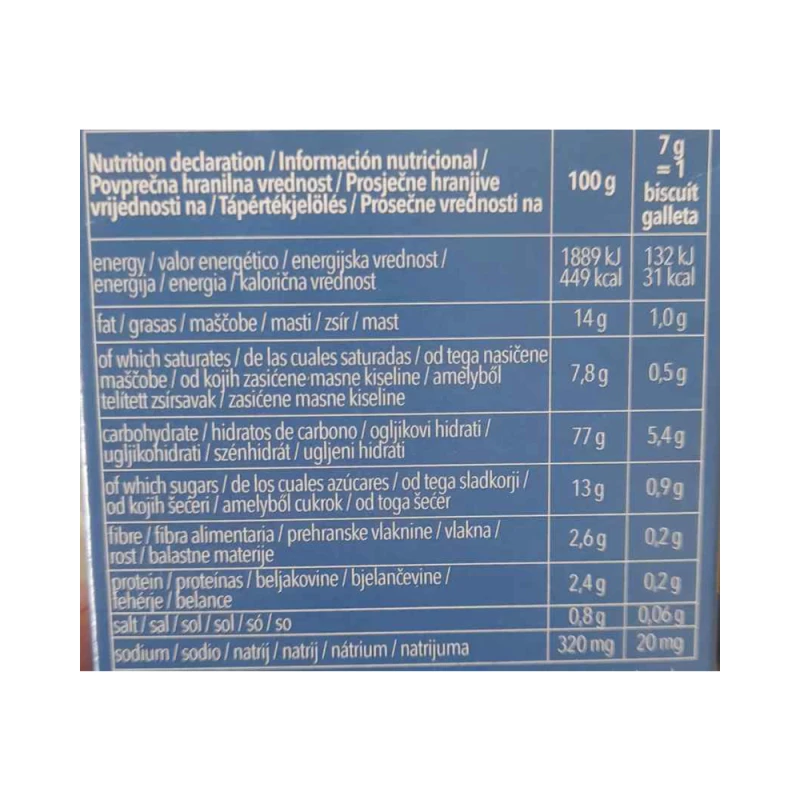 Nutrition declaration / Información nutricional /
Povprečna hranilna vrednost / Prosječne hranjive
vrijednosti na / Tápértékjelölés / Prosečne vrednosti na
100 g
7 g
= 1
biscuit
galleta
energy / valor energético / energijska vrednost /
energija / energia / kalorična vrednost
1889 kJ 132 kJ
449 kcal 31 kcal
fat / grasas / maščobe / masti / zsír / mast 14 g 1,0 g
of which saturates / de las cuales saturadas / od tega nasičene
maščobe / od kojih zasićene masne kiseline / amelyből
telített zsírsavak / zasićene masne kiseline
7,8 g 0,5 g
carbohydrate / hidratos de carbono / ogljikovi hidrati /
ugljikohidrati / szénhidrát / ugljeni hidrati
77 g 5,4 g
of which sugars / de los cuales azúcares / od tega sladkorji /
od kojih šećeri / amelyből cukrok / od toga šećer
13 g 0,9 g
fibre / fibra alimentaria / prehranske vlaknine / vlakna /
rost / balastne materije
2,6 g 0,2 g
protein / proteínas / beljakovine / bjelančevine /
fehérje / belance
2,4 g 0,2 g
salt / sal / sol / sol / só / so 0,8 g 0,06 g
sodium / sodio / natrij / natrij / nátrium / natrijuma 320 mg 20 mg